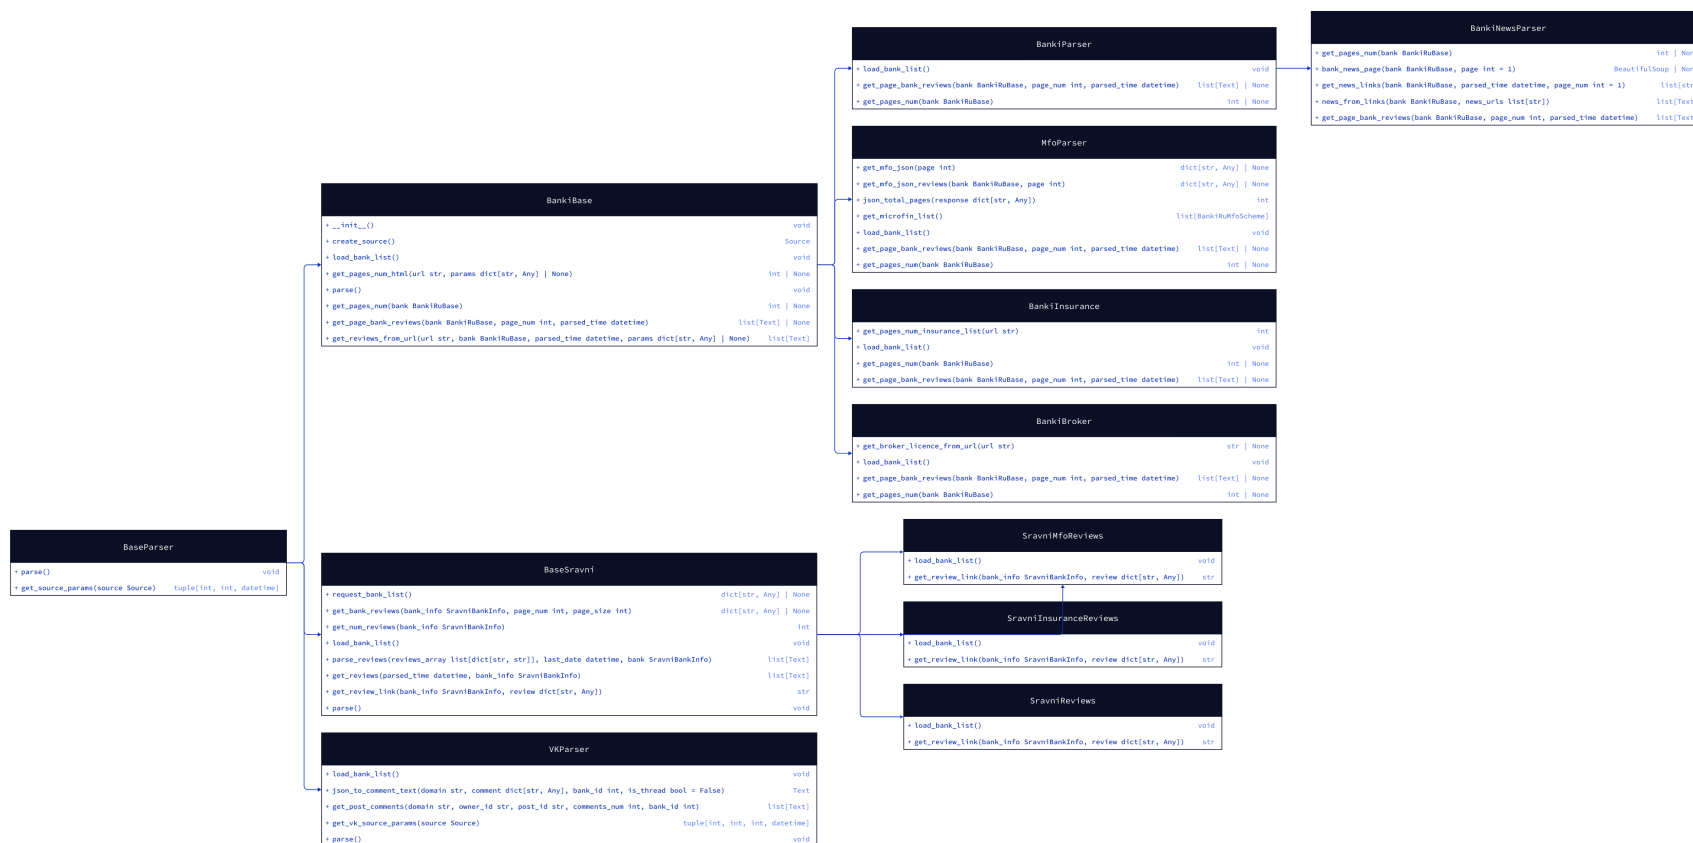 BankiParser
+ load_bank_list() void
+ get_page_bank_reviews(bank BankiRuBase, page_num int, parsed_time datetime) list[Text] | None
+ get_pages_num(bank BankiRuBase) int | None
BankiNewsParser
+ get_pages_num(bank BankiRuBase) int | Non
+ bank_news_page(bank BankiRuBase, page int = 1) BeautifulSoup | Non
+ get_news_links(bank BankiRuBase, parsed_time datetime, page_num int = 1) list[str
+ news_from_links(bank BankiRuBase, news_urls list[str]) list[Text
+ get_page_bank_reviews(bank BankiRuBase, page_num int, parsed_time datetime) list[Text
MfoParser
+ get_mfo_json(page int) dict[str, Any] | None
+ get_mfo_json_reviews(bank BankiRuBase, page int) dict[str, Any] | None
+ json_total_pages(response dict[str, Any]) int
+ get_microfin_list() list[BankiRuMfoScheme]
+ load_bank_list() void
+ get_page_bank_reviews(bank BankiRuBase, page_num int, parsed_time datetime) list[Text] | None
+ get_pages_num(bank BankiRuBase) int | None
BankiBase
+ __init__() void
+ create_source() Source
+ load_bank_list() void
+ get_pages_num_html(url str, params dict[str, Any] | None) int | None
+ parse() void
+ get_pages_num(bank BankiRuBase) int | None
+ get_page_bank_reviews(bank BankiRuBase, page_num int, parsed_time datetime) list[Text] | None
+ get_reviews_from_url(url str, bank BankiRuBase, parsed_time datetime, params dict[str, Any] | None) list[Text]
BankiInsurance
+ get_pages_num_insurance_list(url str) int
+ load_bank_list() void
+ get_pages_num(bank BankiRuBase) int | None
+ get_page_bank_reviews(bank BankiRuBase, page_num int, parsed_time datetime) list[Text] | None
BankiBroker
+ get_broker_licence_from_url(url str) str | None
+ load_bank_list() void
+ get_page_bank_reviews(bank BankiRuBase, page_num int, parsed_time datetime) list[Text] | None
+ get_pages_num(bank BankiRuBase) int | None
BaseParser
+ parse() void
+ get_source_params(source Source) tuple[int, int, datetime]
BaseSravni
+ request_bank_list() dict[str, Any] | None
+ get_bank_reviews(bank_info SravniBankInfo, page_num int, page_size int) dict[str, Any] | None
+ get_num_reviews(bank_info SravniBankInfo) int
+ load_bank_list() void
+ parse_reviews(reviews_array list[dict[str, str]], last_date datetime, bank SravniBankInfo) list[Text]
+ get_reviews(parsed_time datetime, bank_info SravniBankInfo) list[Text]
+ get_review_link(bank_info SravniBankInfo, review dict[str, Any]) str
+ parse() void
SravniMfoReviews
+ load_bank_list() void
+ get_review_link(bank_info SravniBankInfo, review dict[str, Any]) str
SravniInsuranceReviews
+ load_bank_list() void
+ get_review_link(bank_info SravniBankInfo, review dict[str, Any]) str
SravniReviews
+ load_bank_list() void
+ get_review_link(bank_info SravniBankInfo, review dict[str, Any]) str
VKParser
+ load_bank_list() void
+ json_to_comment_text(domain str, comment dict[str, Any], bank_id int, is_thread bool = False) Text
+ get_post_comments(domain str, owner_id str, post_id str, comments_num int, bank_id int) list[Text]
+ get_vk_source_params(source Source) tuple[int, int, int, datetime]
+ parse() void